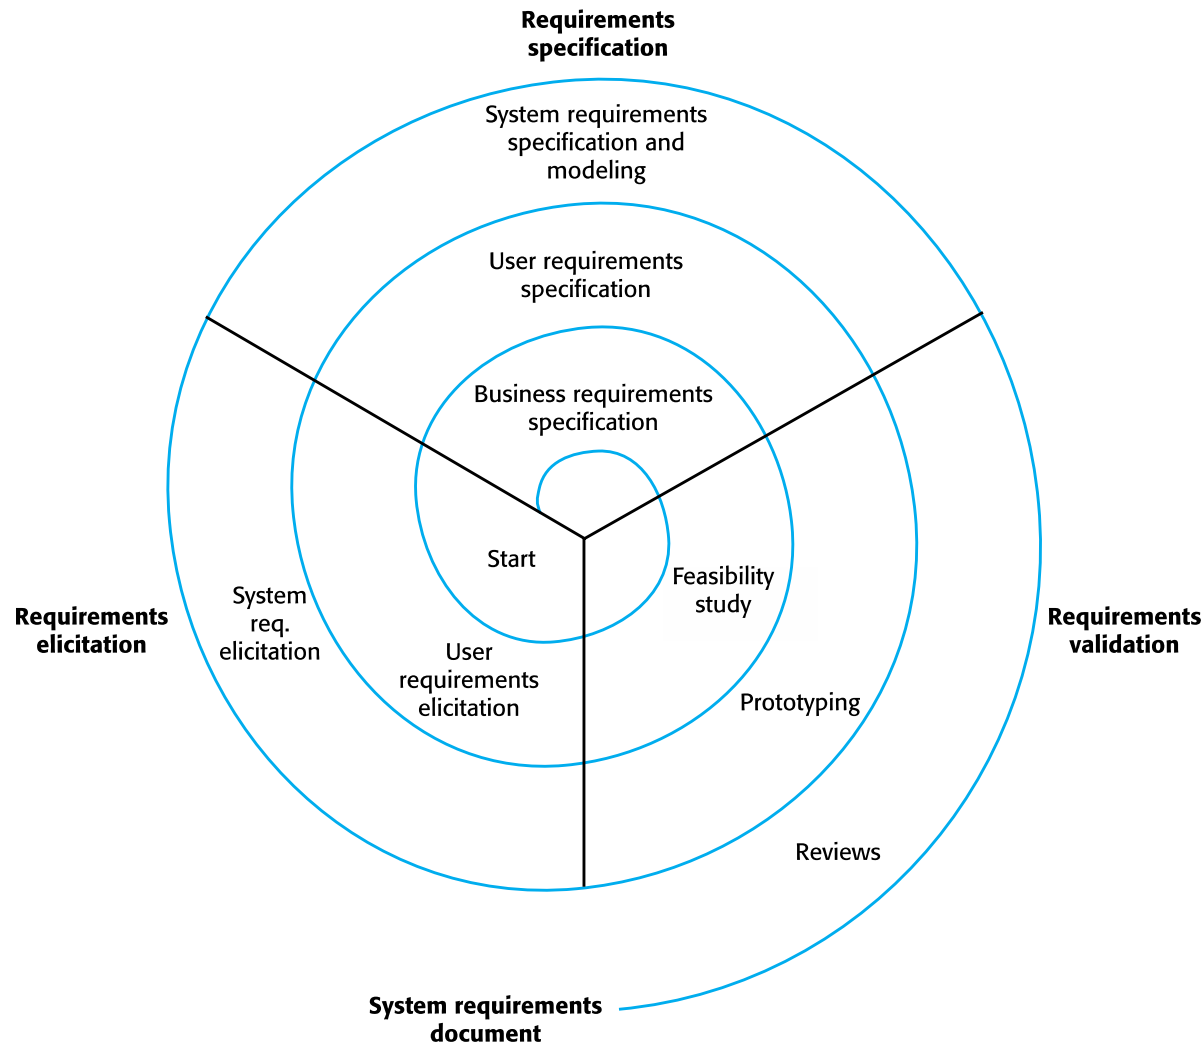 Requirements
specification
System requirements
specification and
modeling
User requirements
specification
Business requirements
specification
Start
Feasibility
study
System
req.
elicitation
Requirements
elicitation
Requirements
validation
User
requirements
elicitation
Prototyping
Reviews
System requirements
document